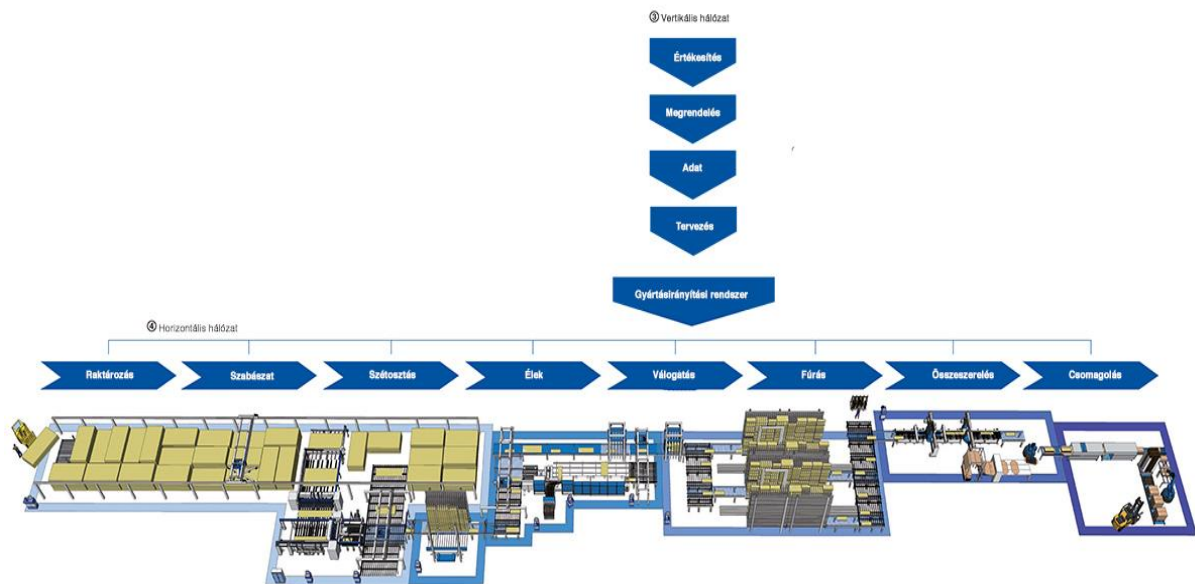 ③ Vertikális hálózat
Értékesítés
Megrendelés
Adat
Tervezés
Gyártásirányítási rendszer
④ Horizontális hálózat
Raktározás
Szabászat
Szétosztás
Élek
Válogatás
Fúrás
Összeszerelés
Csomagolás